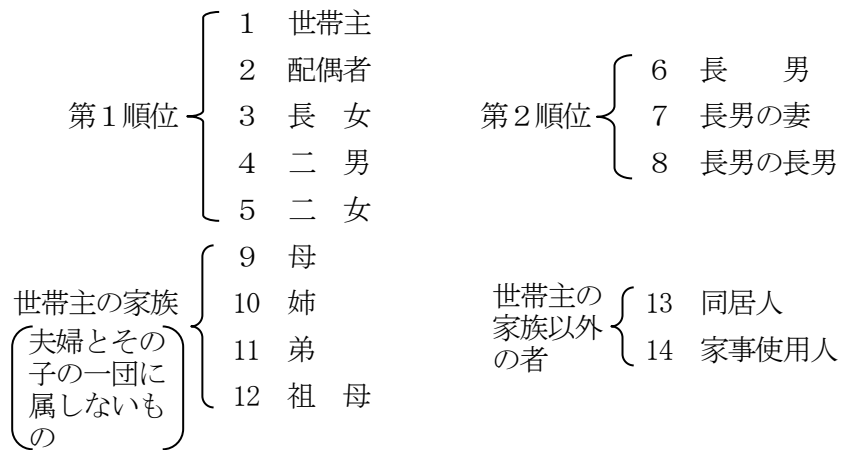 第１順位
１　世帯主
２　配偶者
３　長　女
４　二　男
５　二　女
第２順位
６　長　　男
７　長男の妻
８　長男の長男
世帯主の家族
夫婦とその
子の一団に
属しないも
の
９　母
10　姉
11　弟
12　祖　母
世帯主の
家族以外
の者
13　同居人
14　家事使用人